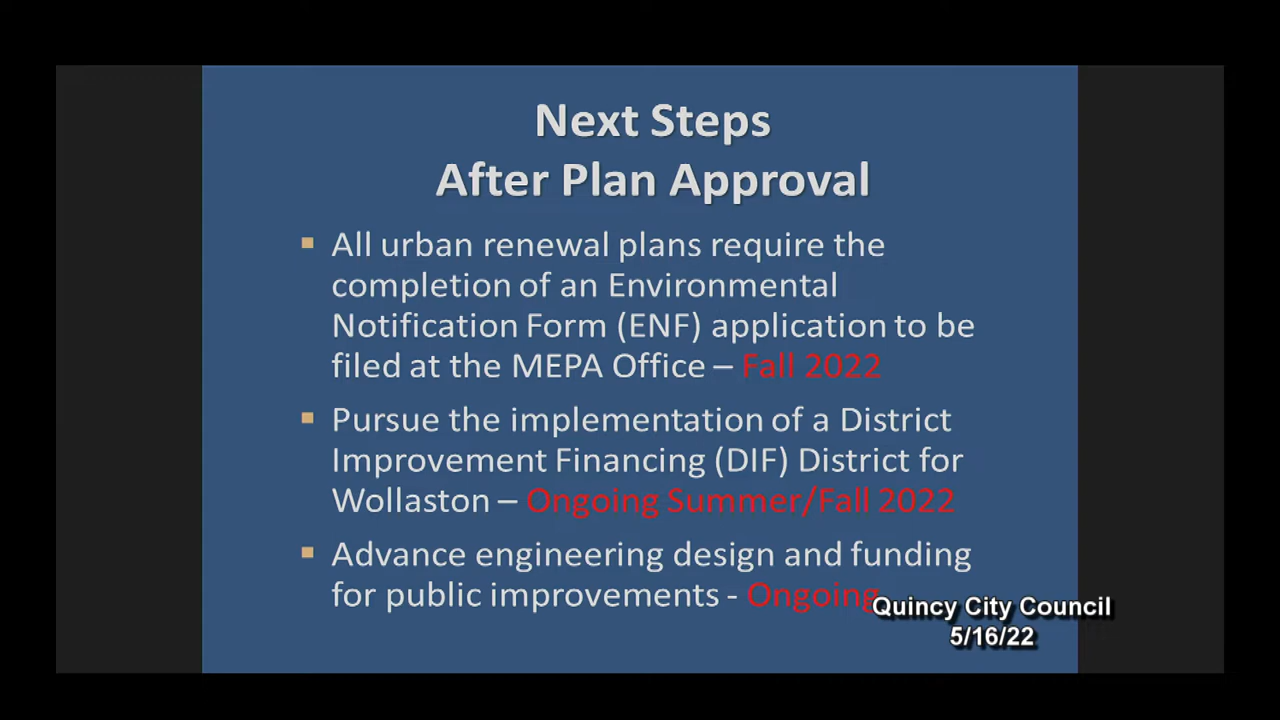 Next Steps
After Plan Approval
▪ All urban renewal plans require the
completion of an Environmental
Notification Form (ENF) application to be
filed at the MEPA Office – Fall 2022
▪ Pursue the implementation of a District
Improvement Financing (DIF) District for
Wollaston – Ongoing Summer/Fall 2022
▪ Advance engineering design and funding
for public improvements - Ongoing
Quincy City Council
5/16/22